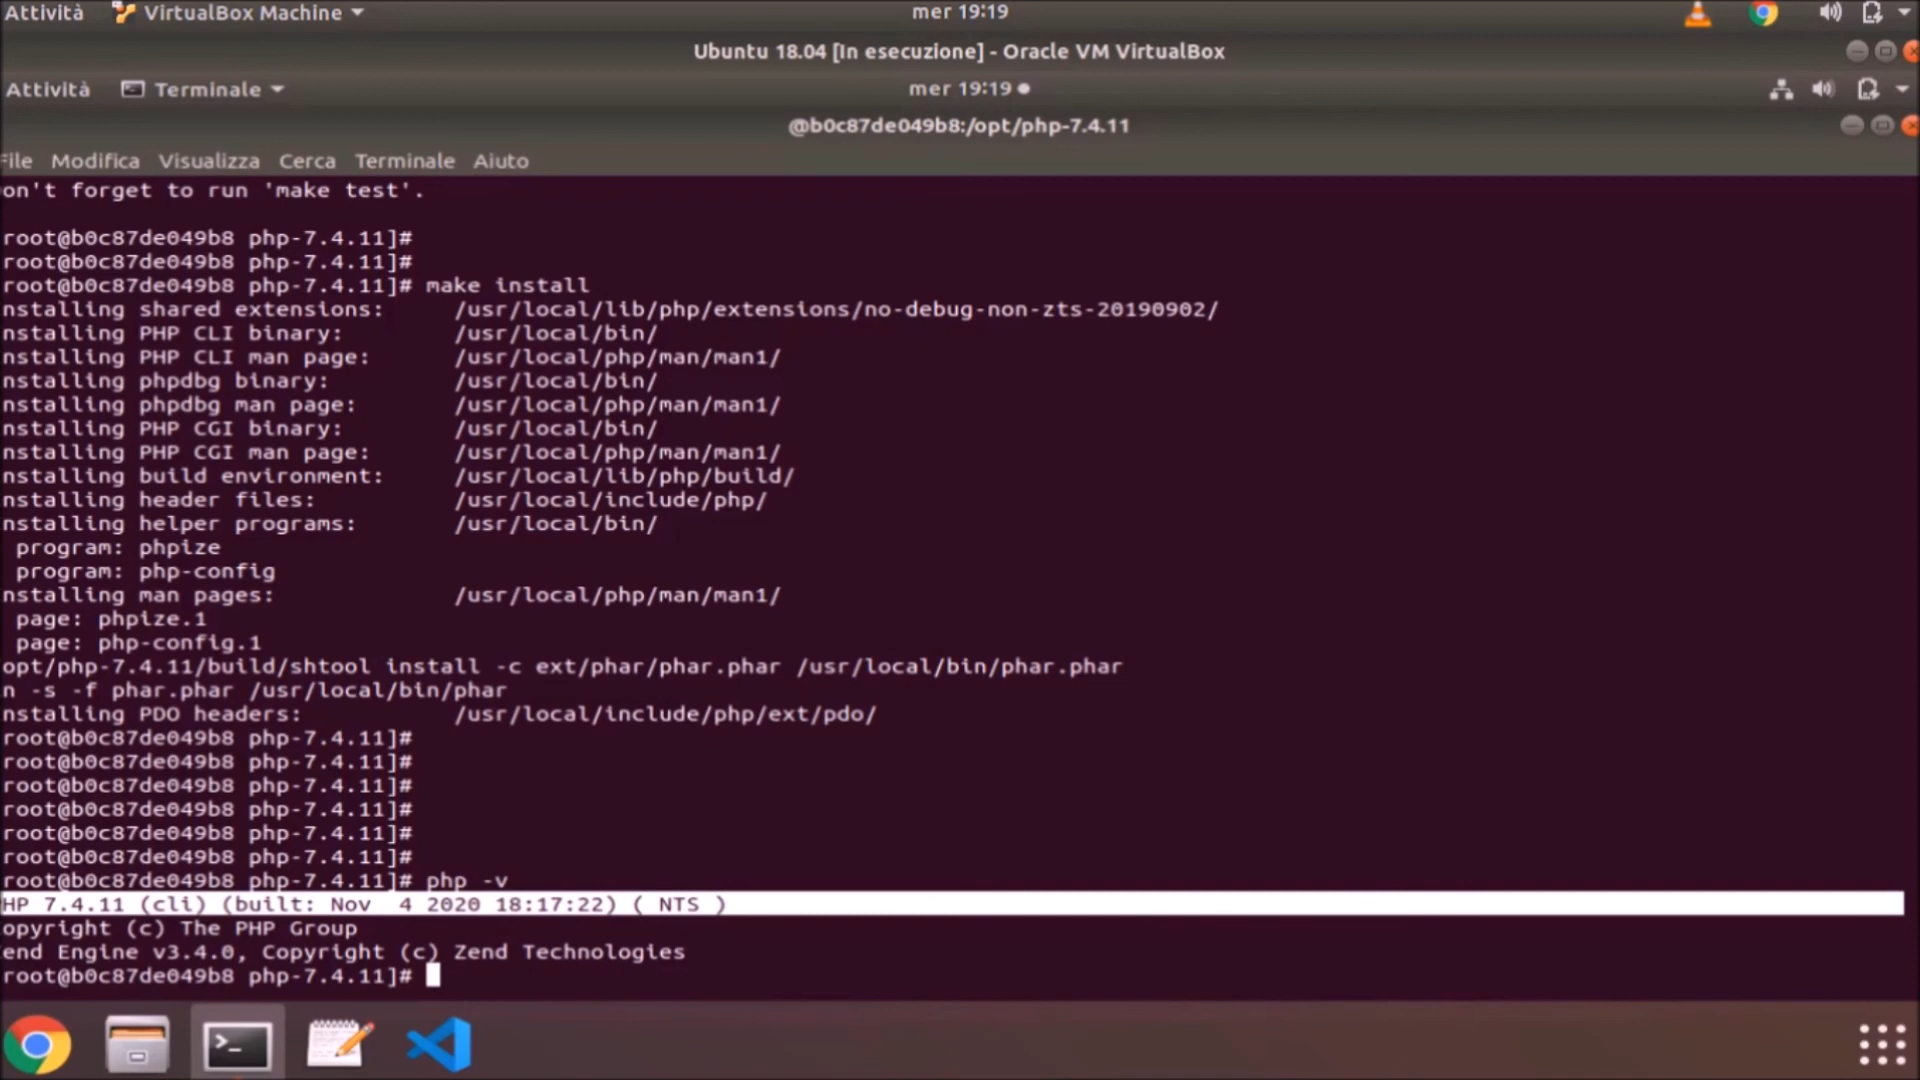 Attività VirtualBox Machine mer 19:19
Ubuntu 18.04 [In esecuzione] - Oracle VM VirtualBox
Attività Terminale mer 19:19
@b0c87de049b8:/opt/php-7.4.11
File Modifica Visualizza Cerca Terminale Aiuto
on't forget to run 'make test'.
root@b0c87de049b8 php-7.4.11]#
root@b0c87de049b8 php-7.4.11]#
root@b0c87de049b8 php-7.4.11]# make install
nstalling shared extensions: /usr/local/lib/php/extensions/no-debug-non-zts-20190902/
nstalling PHP CLI binary: /usr/local/bin/
nstalling PHP CLI man page: /usr/local/php/man/man1/
nstalling phpdbg binary: /usr/local/bin/
nstalling phpdbg man page: /usr/local/php/man/man1/
nstalling PHP CGI binary: /usr/local/bin/
nstalling PHP CGI man page: /usr/local/php/man/man1/
nstalling build environment: /usr/local/lib/php/build/
nstalling header files: /usr/local/include/php/
nstalling helper programs: /usr/local/bin/
program: phpize
program: php-config
nstalling man pages: /usr/local/php/man/man1/
page: phpize.1
page: php-config.1
opt/php-7.4.11/build/shtool install -c ext/phar/phar.phar /usr/local/bin/phar.phar
n -s -f phar.phar /usr/local/bin/phar
nstalling PDO headers: /usr/local/include/php/ext/pdo/
root@b0c87de049b8 php-7.4.11]#
root@b0c87de049b8 php-7.4.11]#
root@b0c87de049b8 php-7.4.11]#
root@b0c87de049b8 php-7.4.11]#
root@b0c87de049b8 php-7.4.11]#
root@b0c87de049b8 php-7.4.11]#
root@b0c87de049b8 php-7.4.11]# php -v
HP 7.4.11 (cli) (built: Nov  4 2020 18:17:22) ( NTS )
opyright (c) The PHP Group
end Engine v3.4.0, Copyright (c) Zend Technologies
root@b0c87de049b8 php-7.4.11]#